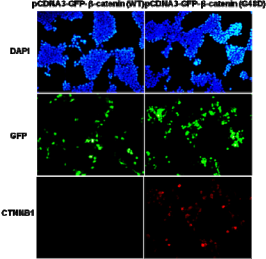 pCDNA3-GFP-β-catenin (WT) pCDNA3-GFP-β-catenin (G48D)
DAPI
GFP
CTNNB1